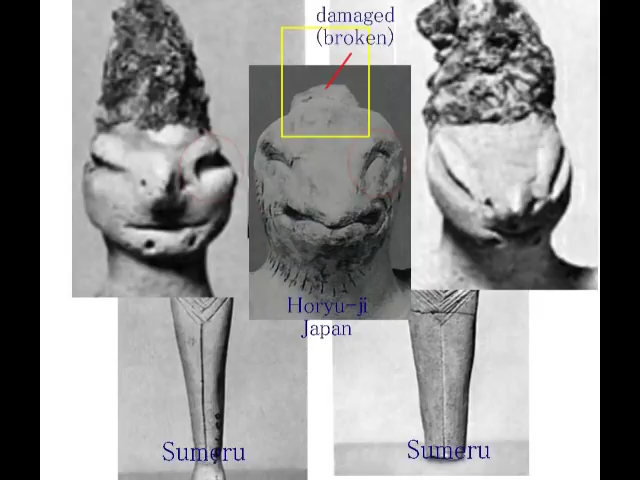 damaged
(broken)
Horyu-ji
Japan
Sumeru
Sumeru